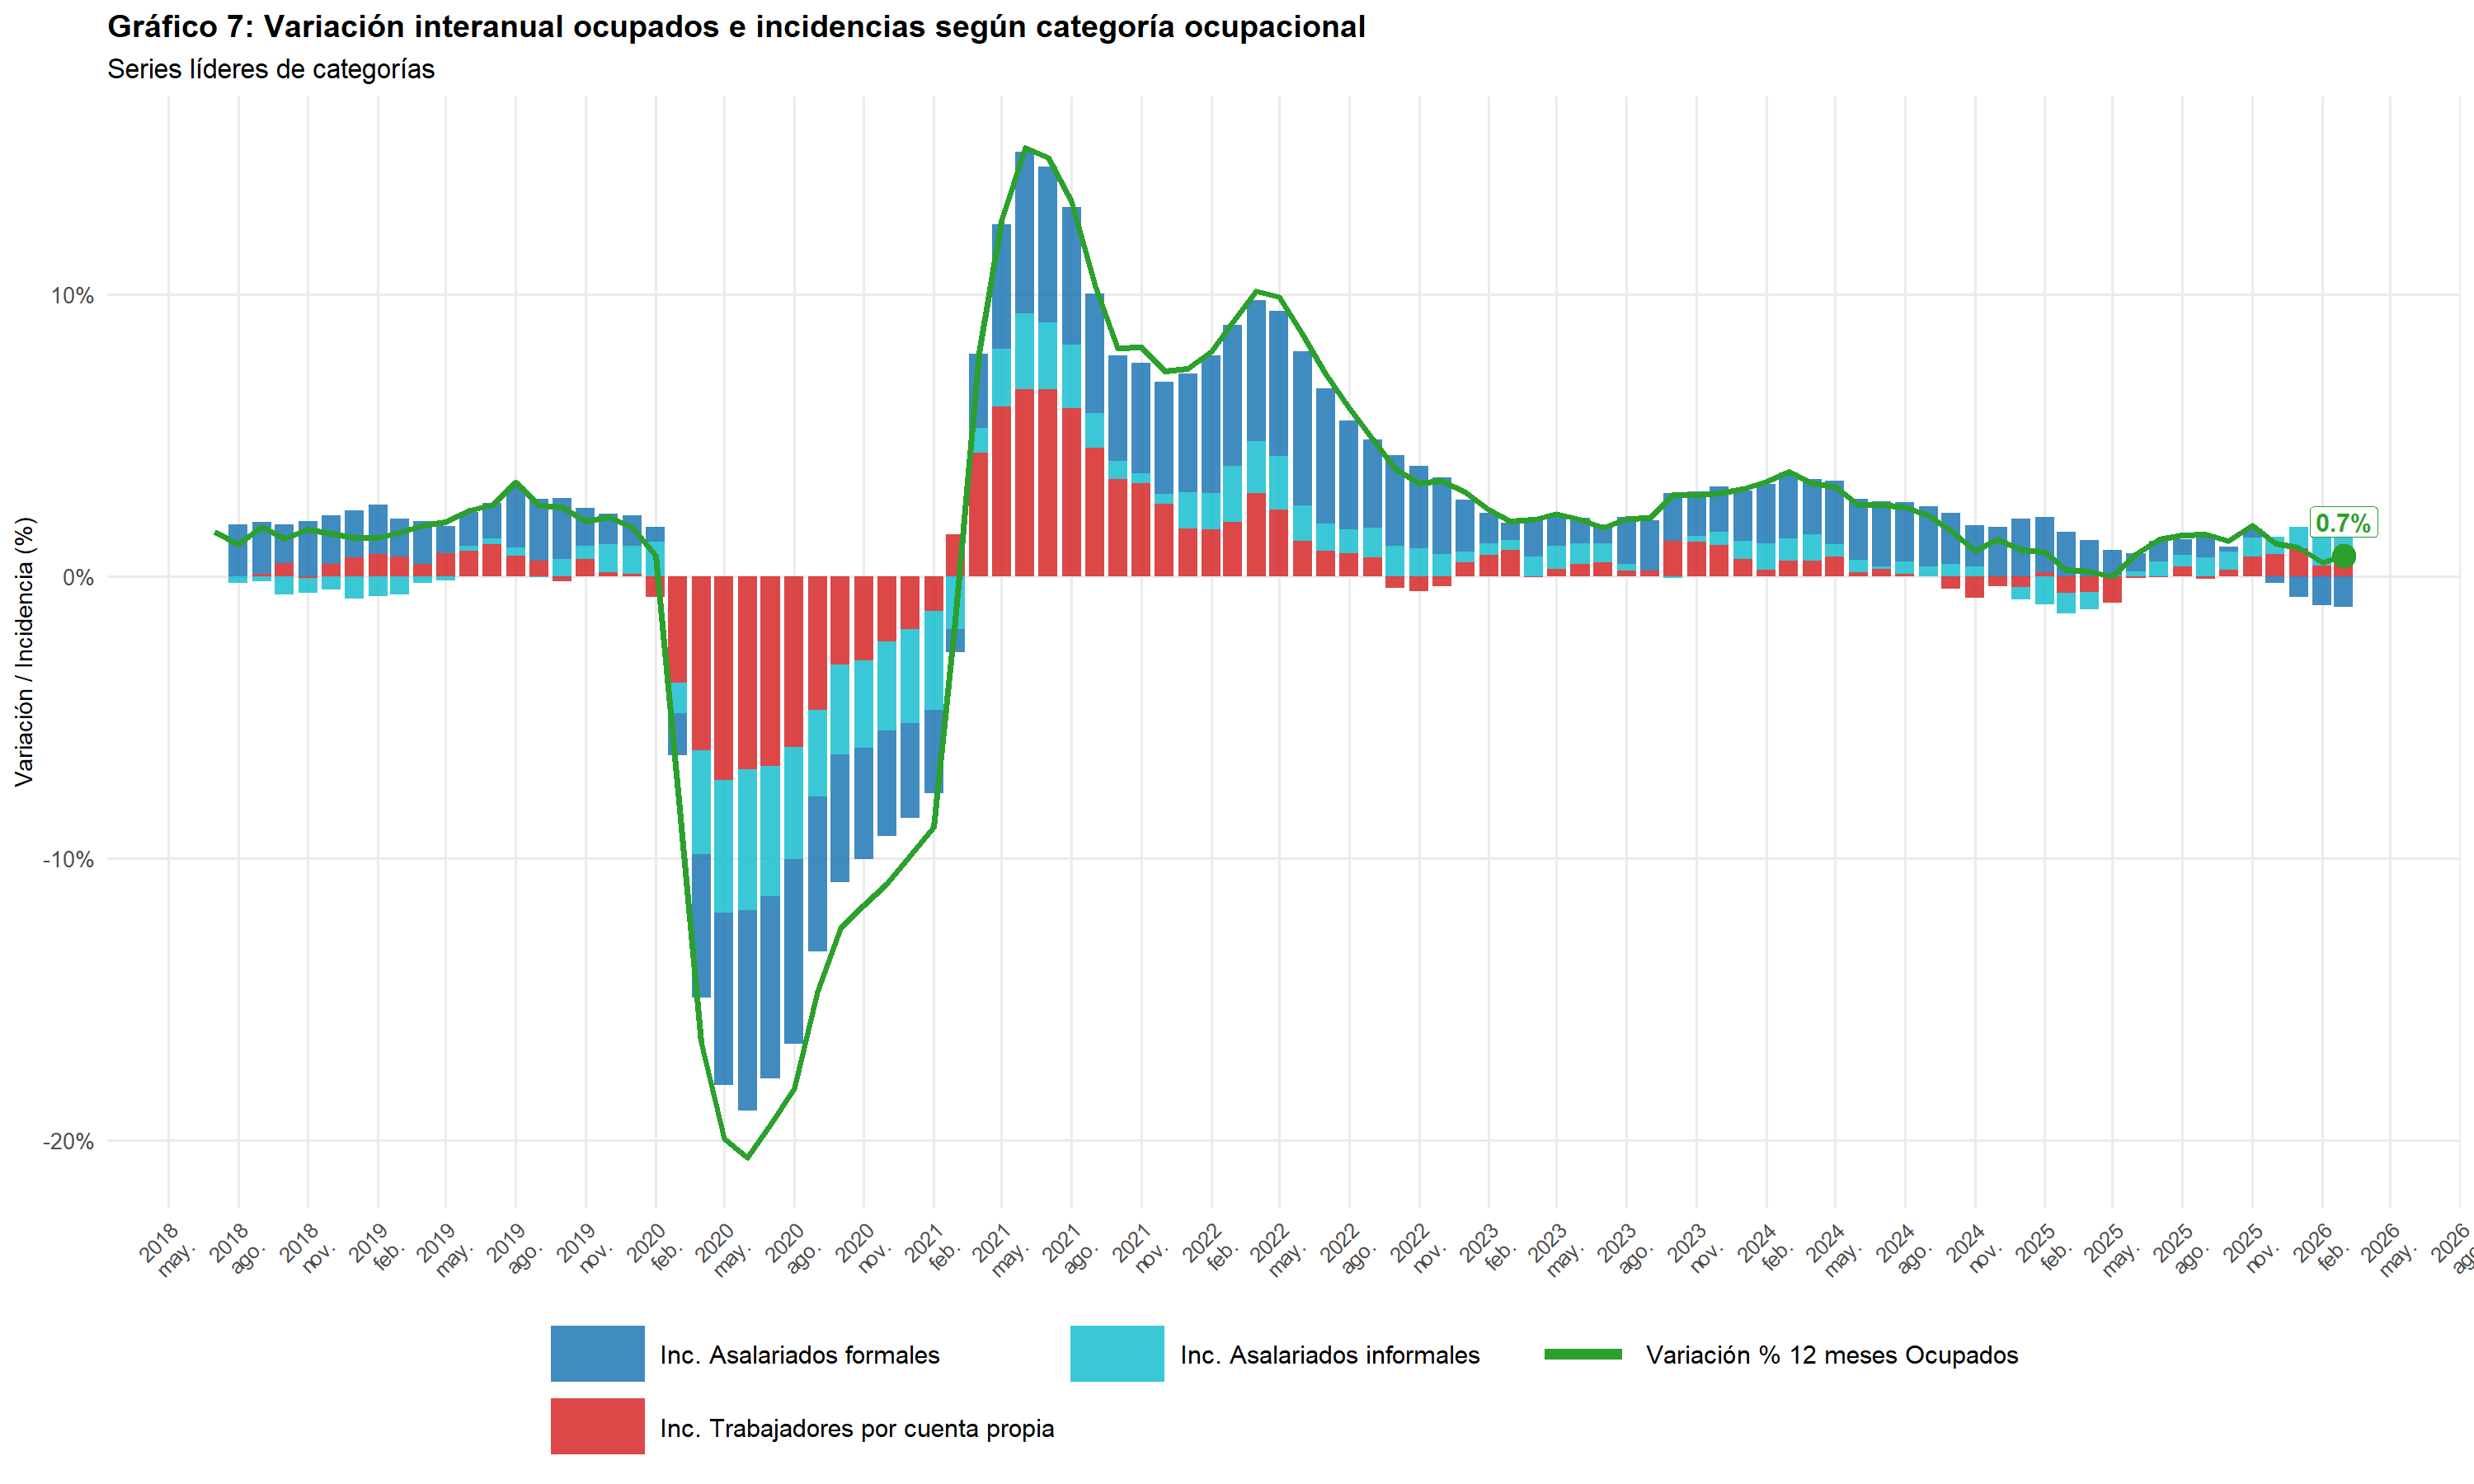 Gráfico 7: Variación interanual ocupados e incidencias según categoría ocupacional
Series líderes de categorías
Variación / Incidencia (%)
10%
0%
-10%
-20%
0.7%
2018 may.
2018 ago.
2018 nov.
2019 feb.
2019 may.
2019 ago.
2019 nov.
2020 feb.
2020 may.
2020 ago.
2020 nov.
2021 feb.
2021 may.
2021 ago.
2021 nov.
2022 feb.
2022 may.
2022 ago.
2022 nov.
2023 feb.
2023 may.
2023 ago.
2023 nov.
2024 feb.
2024 may.
2024 ago.
2024 nov.
2025 feb.
2025 may.
2025 ago.
2025 nov.
2026 feb.
2026 may.
2026
Inc. Asalariados formales
Inc. Asalariados informales
Variación % 12 meses Ocupados
Inc. Trabajadores por cuenta propia